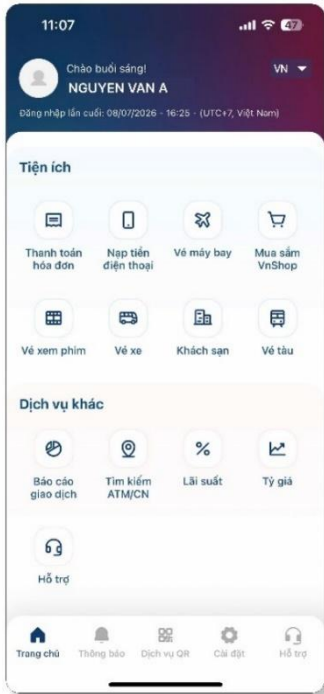 11:07
47
Chào buổi sáng!
VN
NGUYEN VAN A
Đăng nhập lần cuối: 08/07/2026 - 16:25 - (UTC+7, Việt Nam)
Tiện ích
Thanh toán
hóa đơn
Nạp tiền
điện thoại
Vé máy bay
Mua sắm
VnShop
Vé xem phim
Vé xe
Khách sạn
Vé tàu
Dịch vụ khác
Báo cáo
giao dịch
Tìm kiếm
ATM/CN
Lãi suất
Tỷ giá
Hỗ trợ
Trang chủ
Thông báo
Dịch vụ QR
Cài đặt
Hỗ trợ